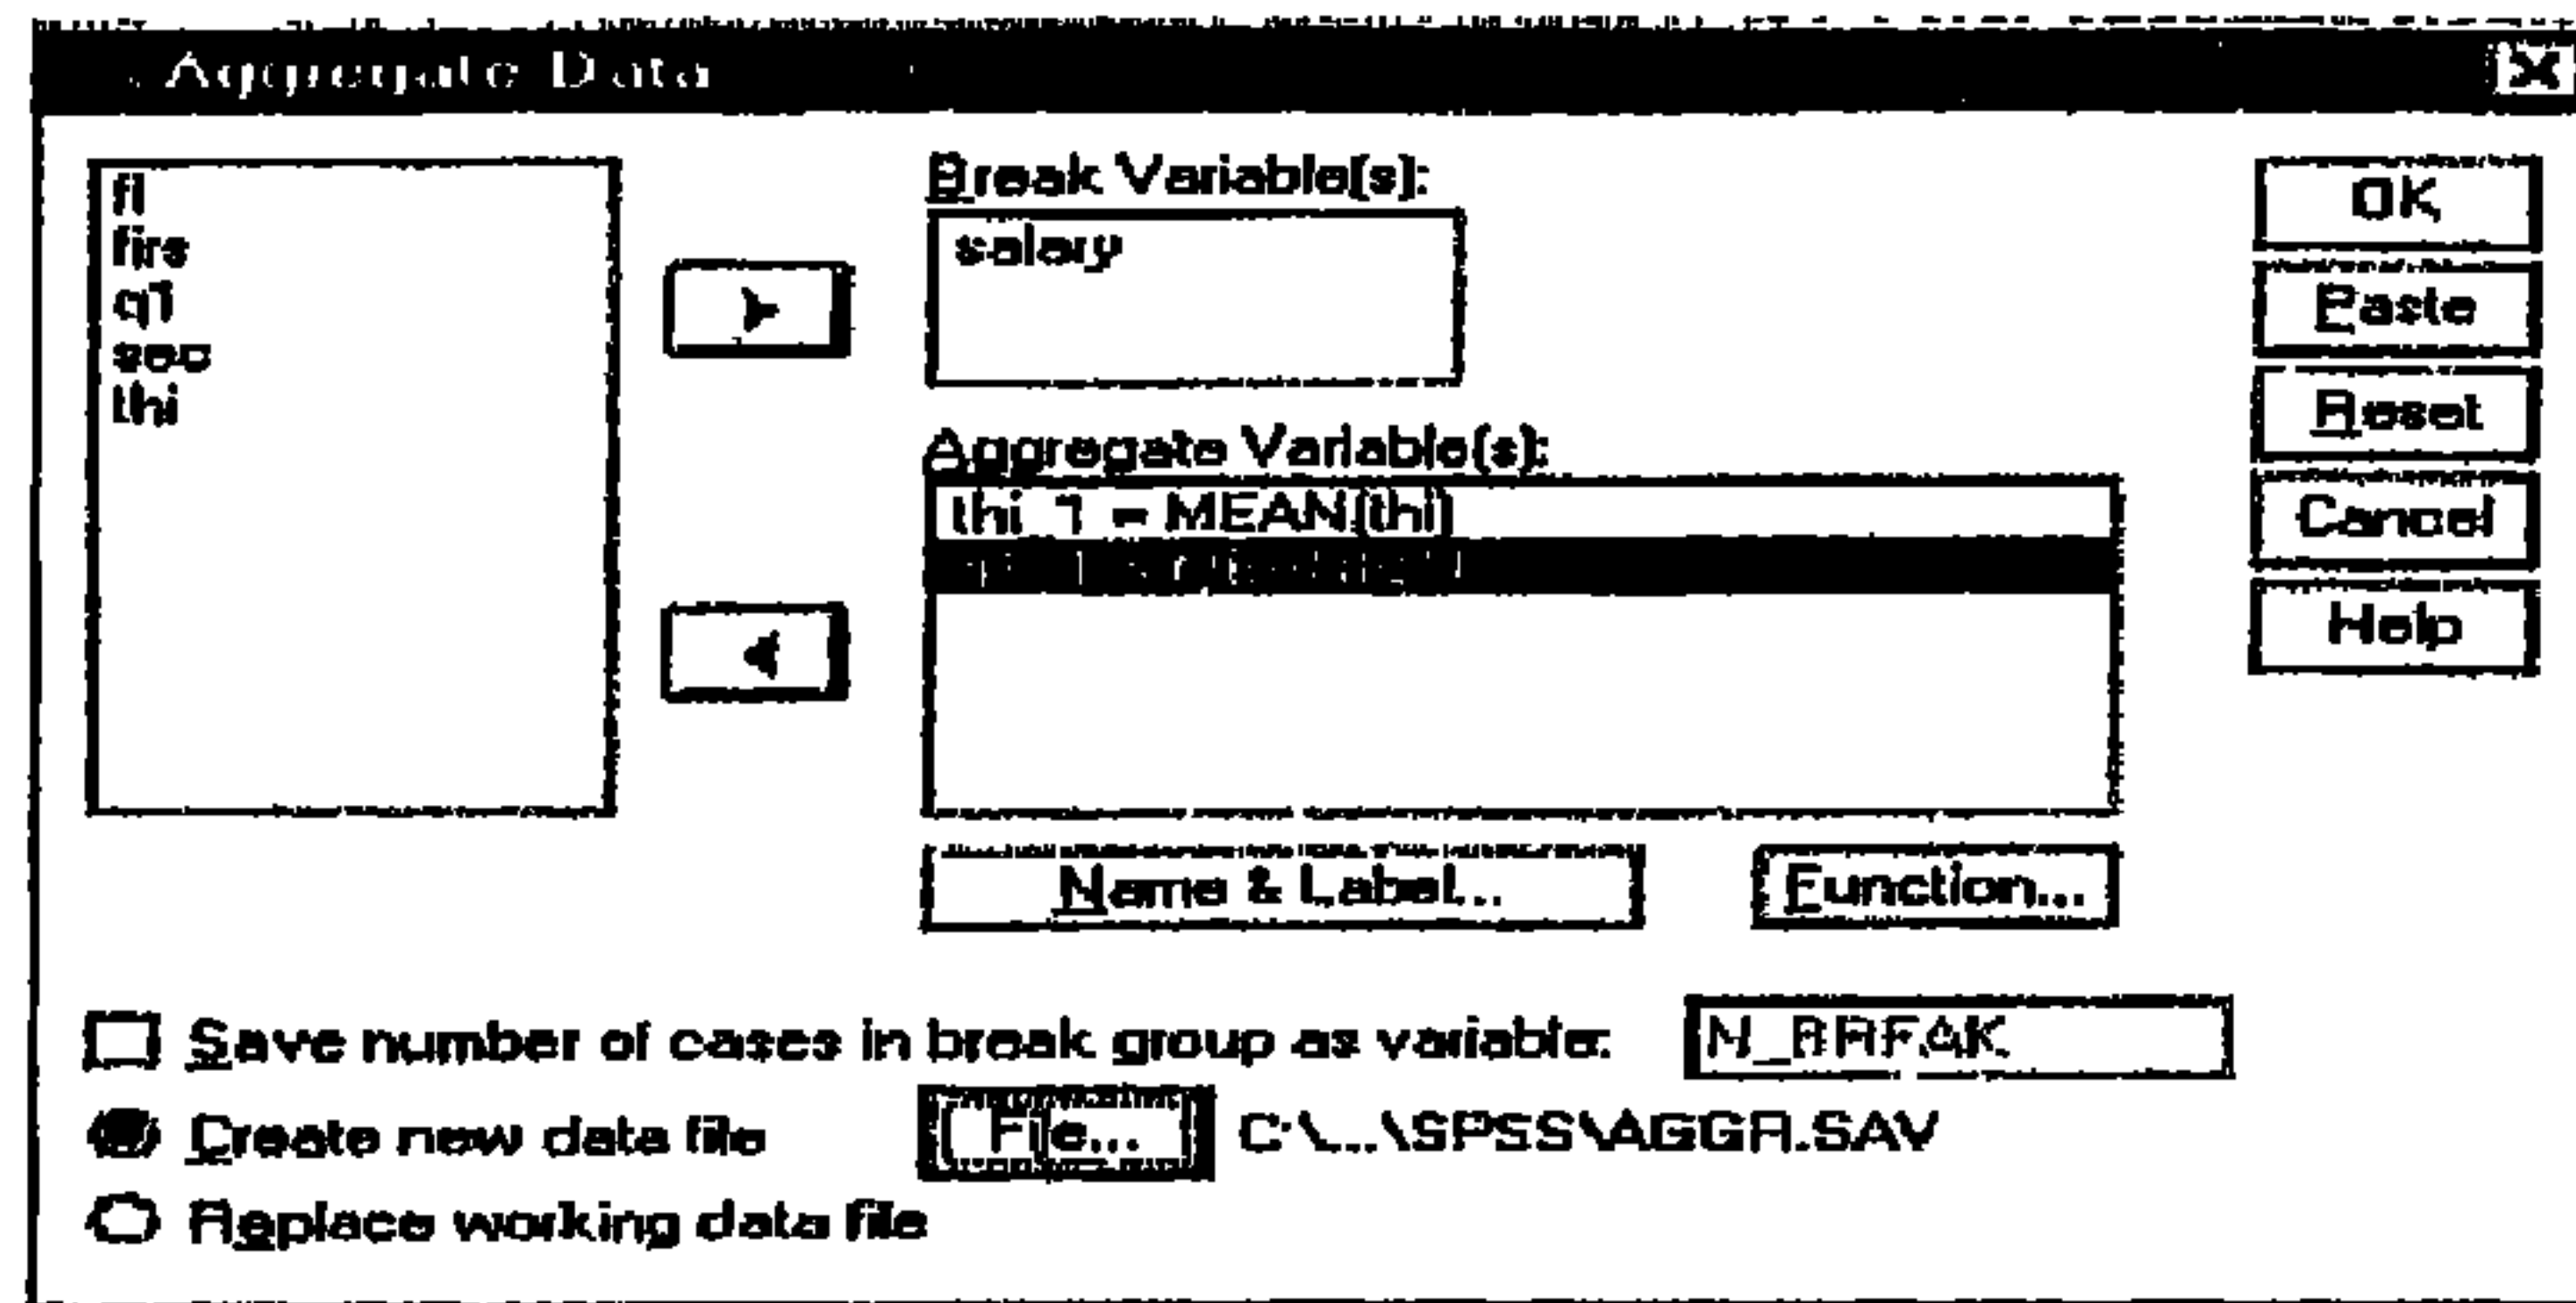 Aggregate Data
fi
firs
q1
sec
thi
Break Variable(s):
salary
Aggregate Variable(s):
thi_1 = MEAN(thi)
Name & Label...
Function...
OK
Paste
Reset
Cancel
Help
Save number of cases in break group as variable:
N_BREAK
Create new data file
File...
C:\...\SPSS\AGGR.SAV
Replace working data file